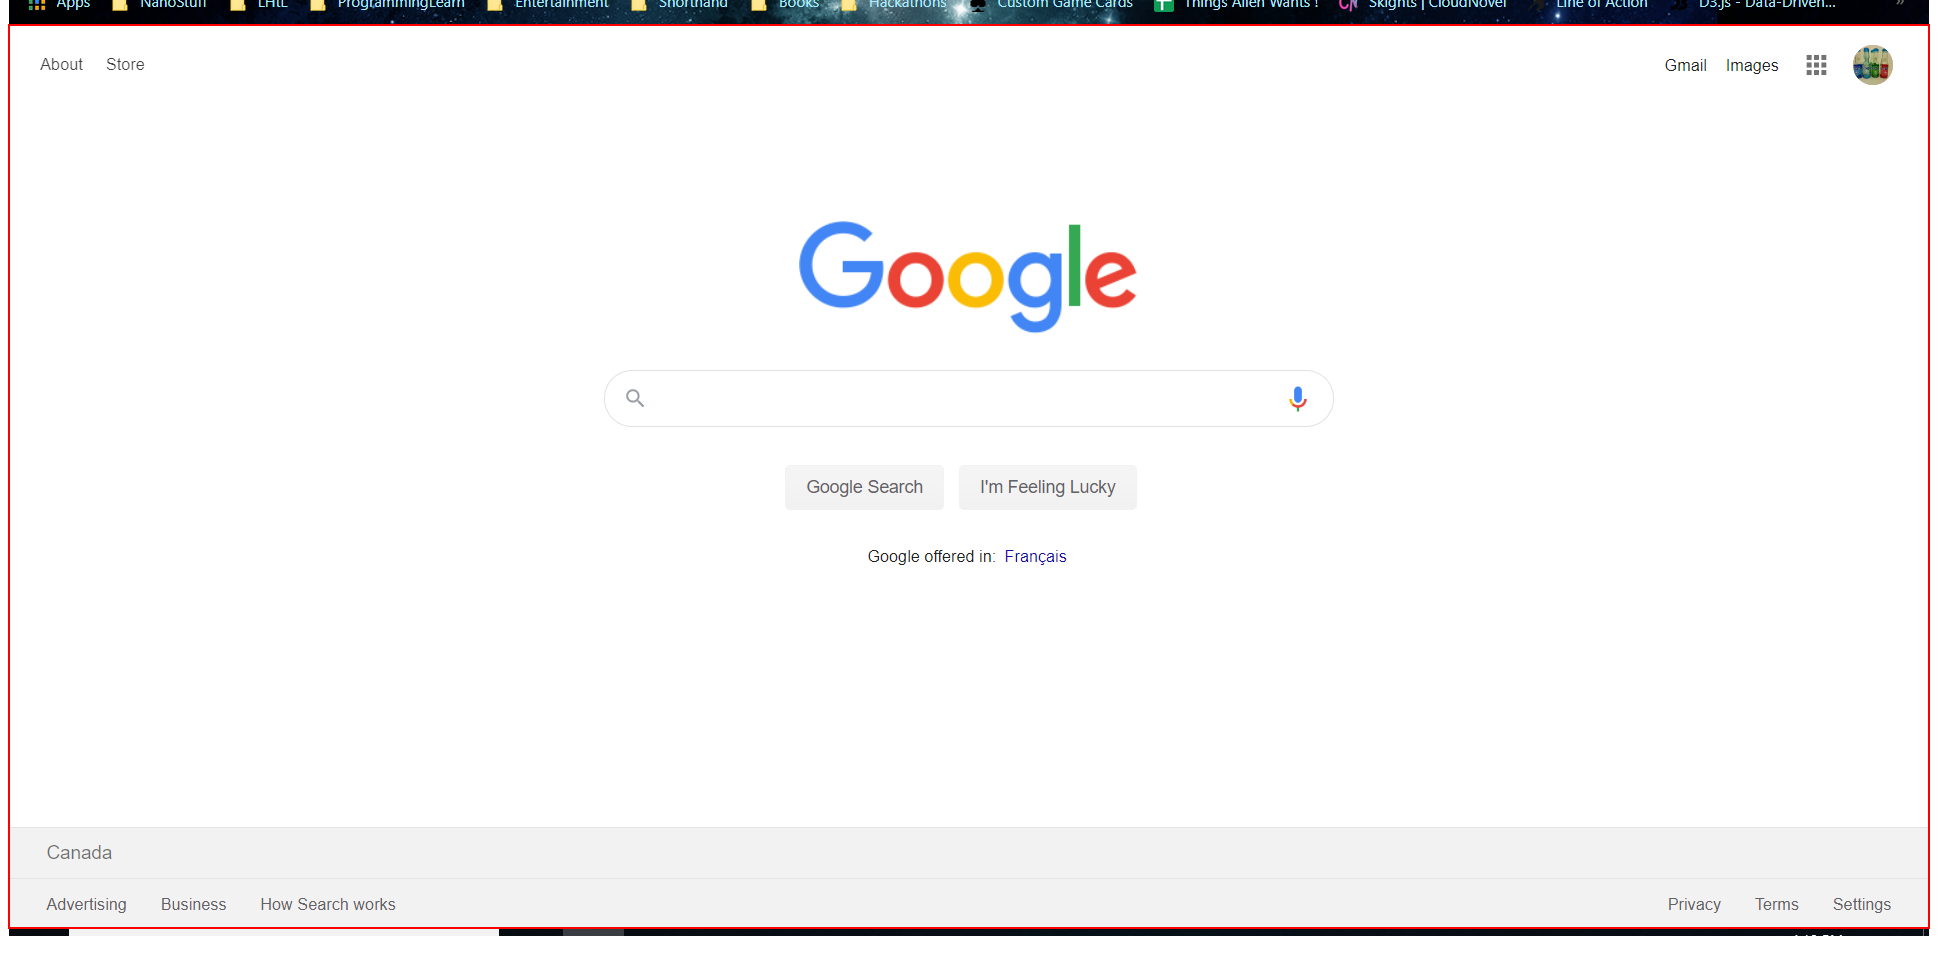 Apps NanoStuff LHtL ProgrammingLearn Entertainment Shorthand Books Hackathons Custom Game Cards Things Allen Wants ! CN Skights | CloudNovel Line of Action D3.js - Data-Driven... »
About Store Gmail Images
Google
Google Search I'm Feeling Lucky
Google offered in: Français
Canada
Advertising Business How Search works Privacy Terms Settings